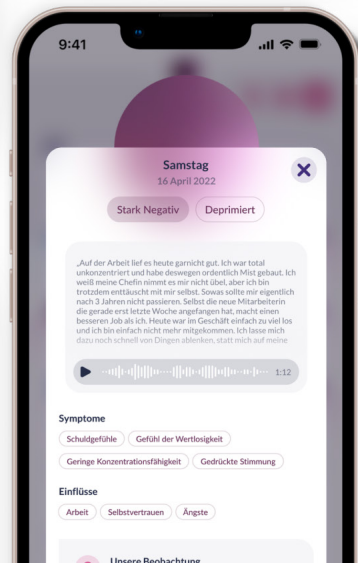 9:41
Samstag
16 April 2022
Stark Negativ Deprimiert
„Auf der Arbeit lief es heute garnicht gut. Ich war total
unkonzentriert und habe deswegen ordentlich Mist gebaut. Ich
weiß meine Chefin nimmt es mir nicht übel, aber ich bin
trotzdem enttäuscht mit mir selbst. Sowas sollte mir eigentlich
nach 3 Jahren nicht passieren. Selbst die neue Mitarbeiterin
die gerade erst letzte Woche angefangen hat, macht einen
besseren Job als ich. Heute war im Geschäft einfach zu viel los
und ich bin einfach nicht mehr mitgekommen. Ich lasse mich
dazu noch schnell von Dingen ablenken, statt mich auf meine
1:12
Symptome
Schuldgefühle Gefühl der Wertlosigkeit
Geringe Konzentrationsfähigkeit Gedrückte Stimmung
Einflüsse
Arbeit Selbstvertrauen Ängste
Unsere Beobachtung